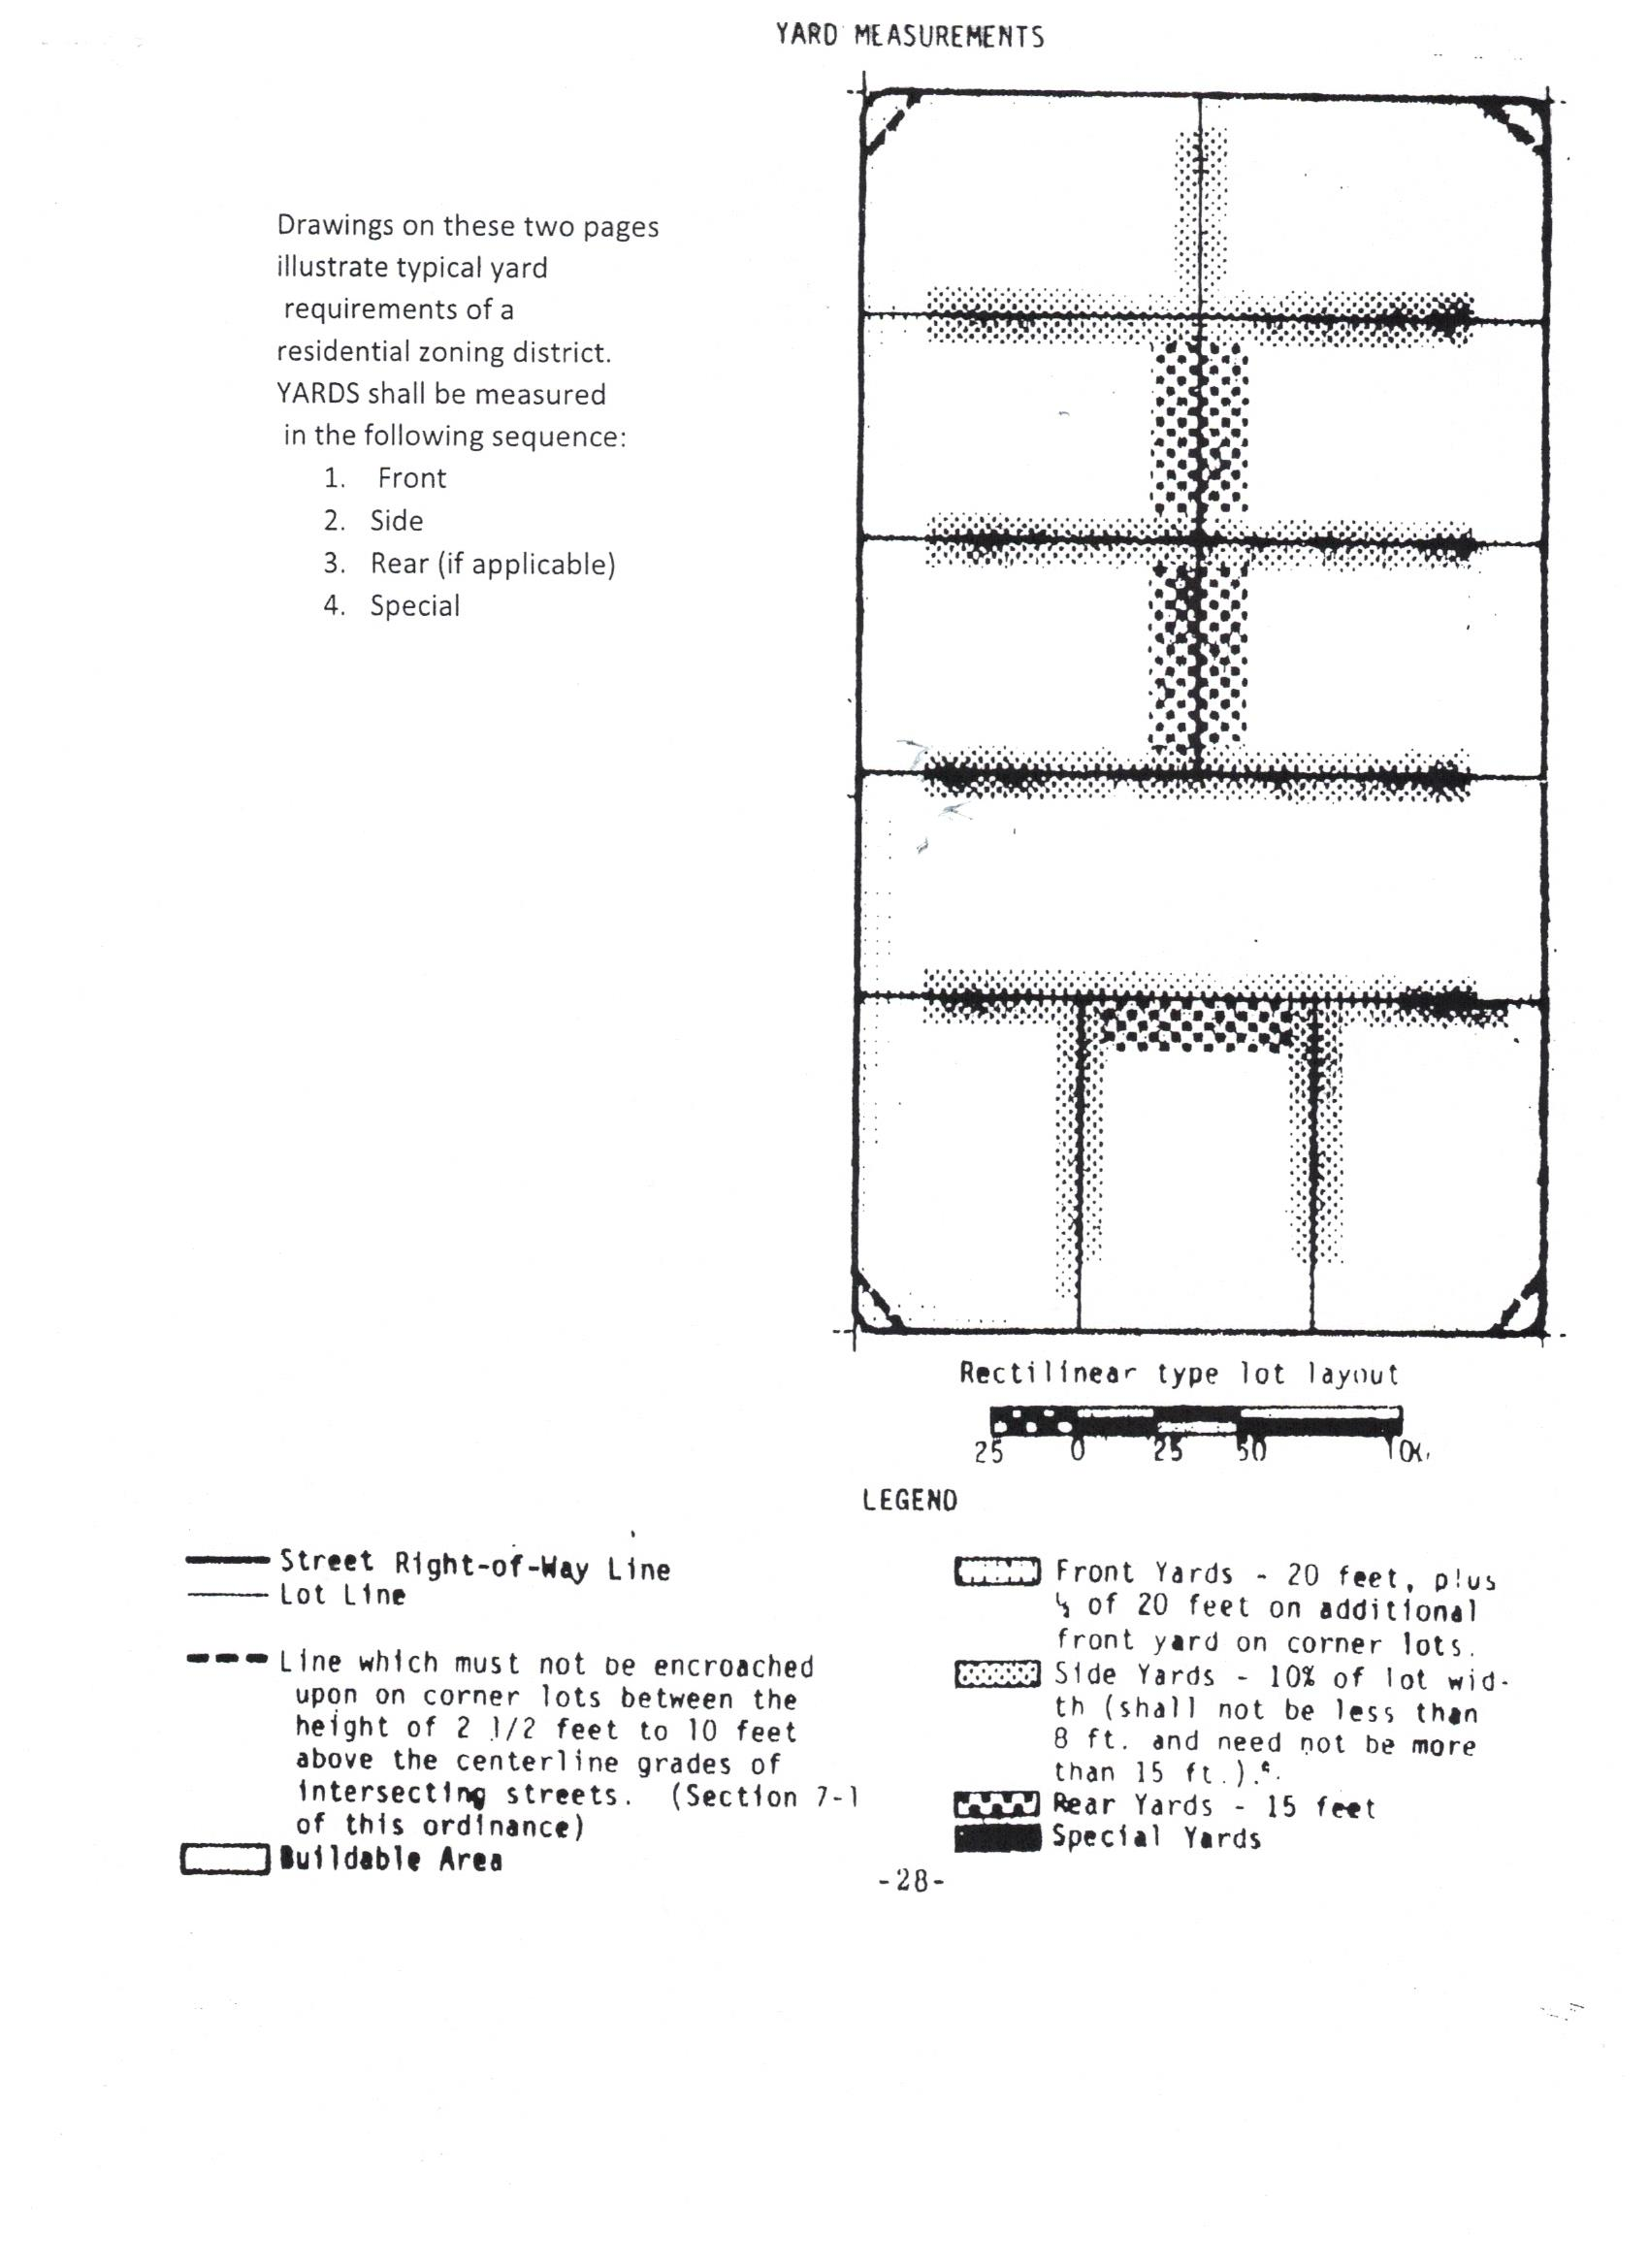 YARD MEASUREMENTS
Drawings on these two pages
illustrate typical yard
requirements of a
residential zoning district.
YARDS shall be measured
in the following sequence:
1. Front
2. Side
3. Rear (if applicable)
4. Special
Rectilinear type lot layout
25 0 25 50
LEGEND
Street Right-of-Way Line
Lot Line
Line which must not be encroached
upon on corner lots between the
height of 2 1/2 feet to 10 feet
above the centerline grades of
intersecting streets. (Section 7-1
of this ordinance)
Buildable Area
Front Yards - 20 feet, plus
of 20 feet on additional
front yard on corner lots.
Side Yards - 10% of lot wid-
th (shall not be less than
8 ft. and need not be more
than 15 ft.).
Rear Yards - 15 feet
Special Yards
-28-